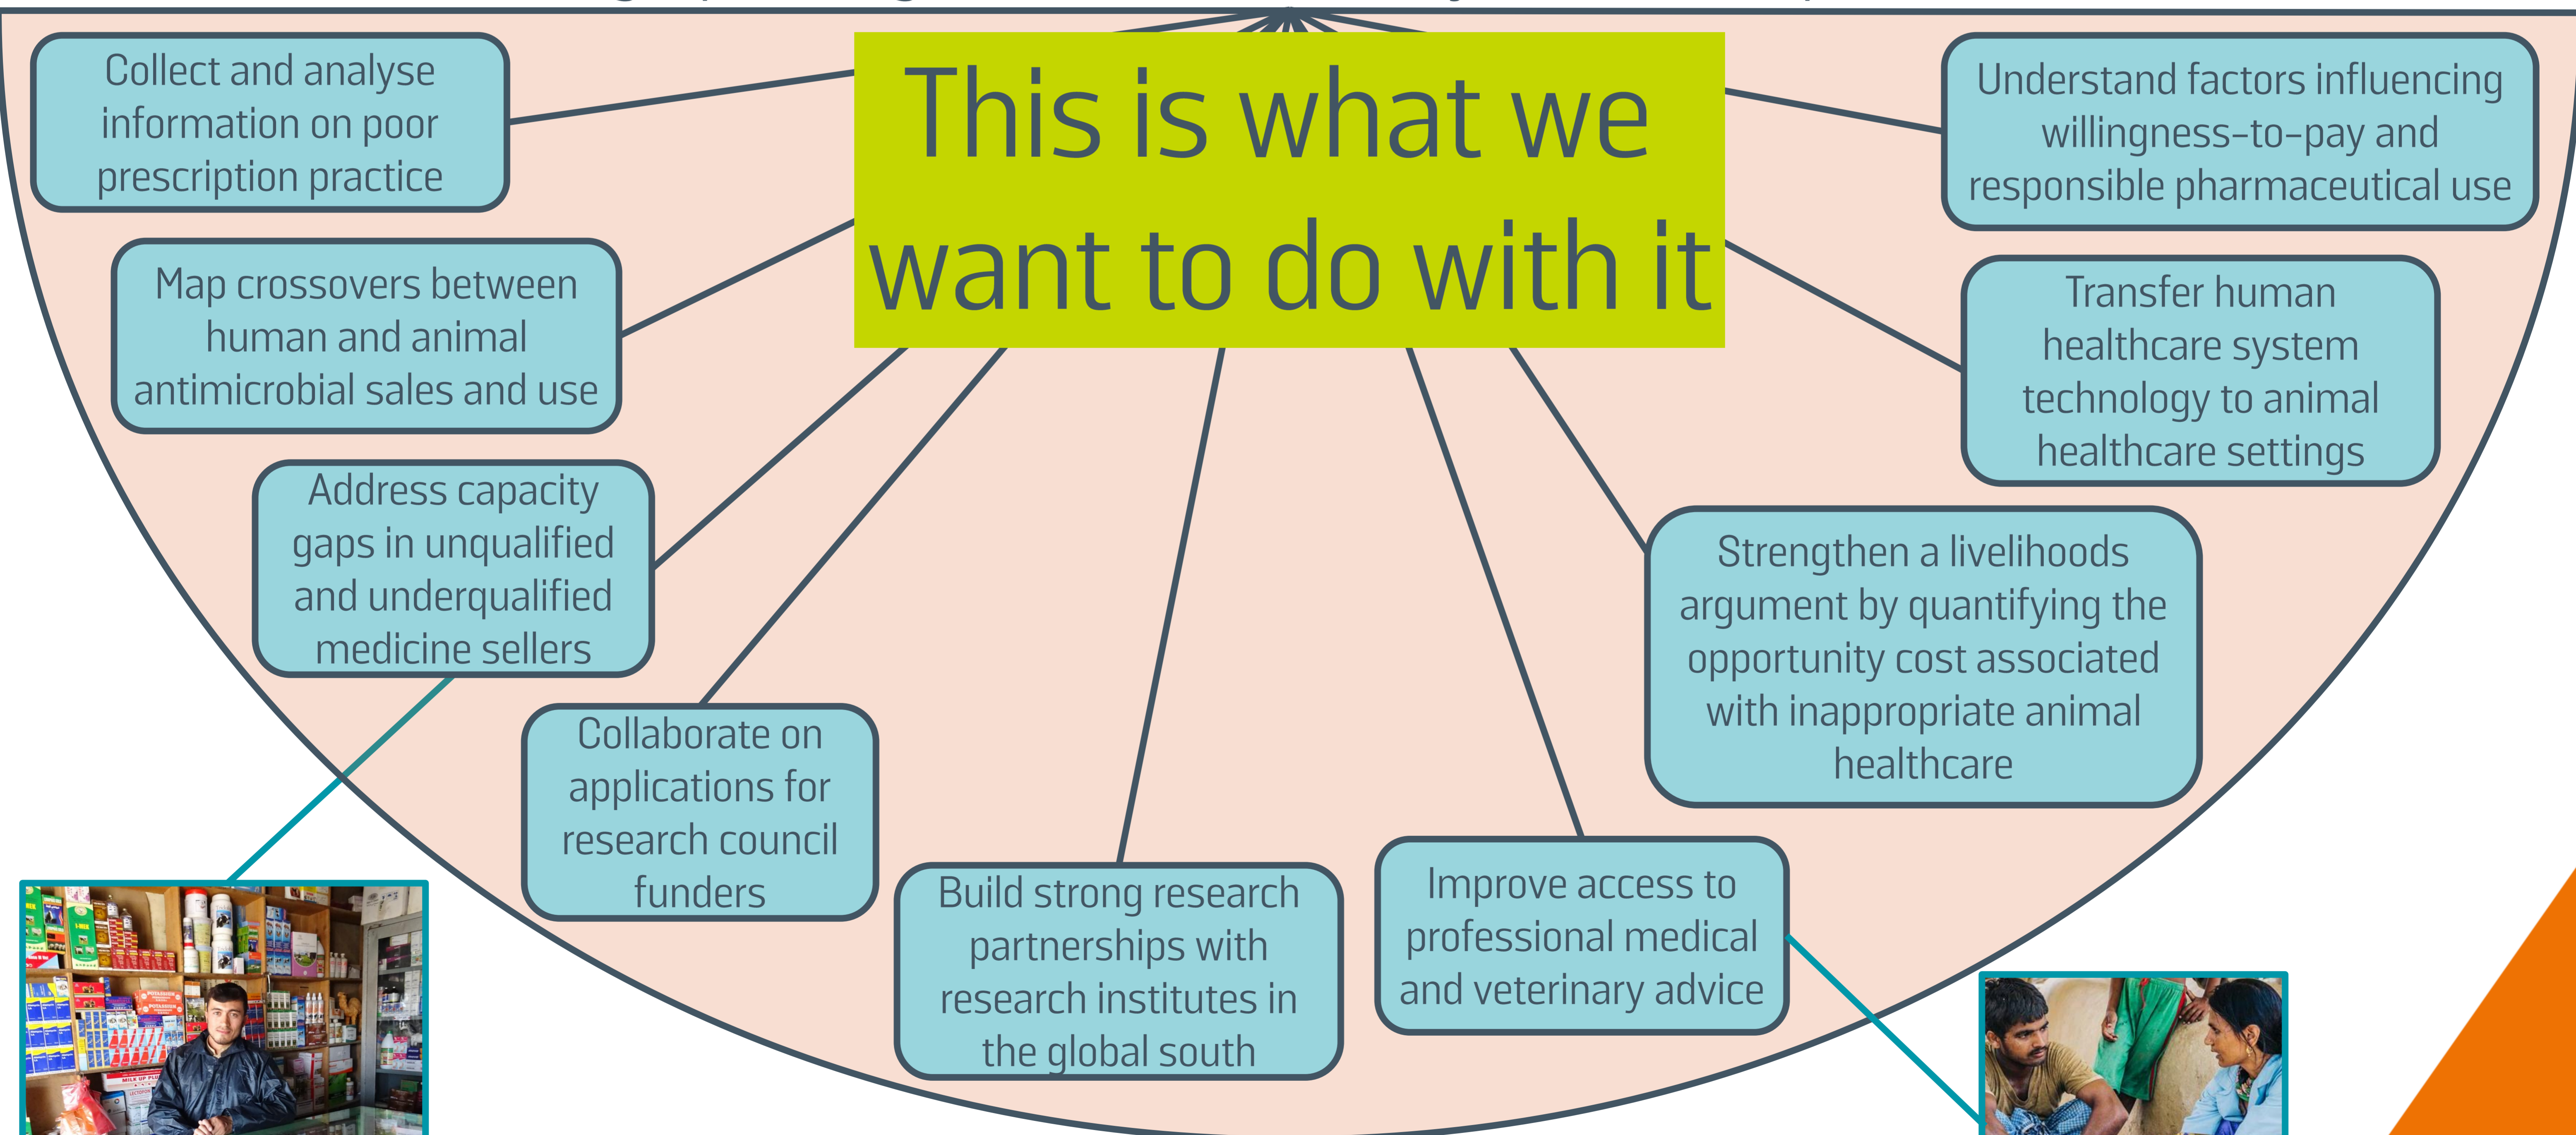 This is what we
want to do with it
Collect and analyse
information on poor
prescription practice
Map crossovers between
human and animal
antimicrobial sales and use
Address capacity
gaps in unqualified
and underqualified
medicine sellers
Collaborate on
applications for
research council
funders
Build strong research
partnerships with
research institutes in
the global south
Improve access to
professional medical
and veterinary advice
Strengthen a livelihoods
argument by quantifying the
opportunity cost associated
with inappropriate animal
healthcare
Transfer human
healthcare system
technology to animal
healthcare settings
Understand factors influencing
willingness-to-pay and
responsible pharmaceutical use
MILK UP